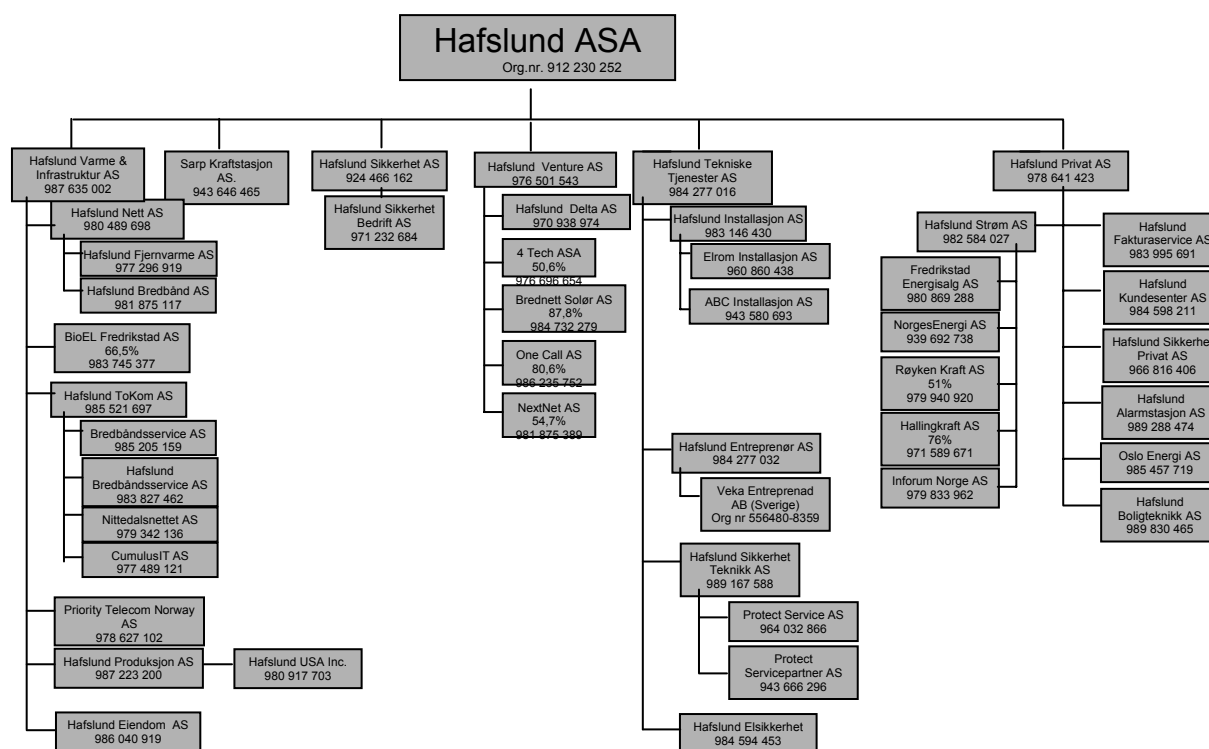 Hafslund ASA
Org.nr. 912 230 252
Hafslund Varme &
Infrastruktur AS
987 635 002
Sarp Kraftstasjon
AS.
943 646 465
Hafslund Sikkerhet AS
924 466 162
Hafslund Venture AS
976 501 543
Hafslund Tekniske
Tjenester AS
984 277 016
Hafslund Privat AS
978 641 423
Hafslund Nett AS
980 489 698
Hafslund Fjernvarme AS
977 296 919
Hafslund Bredbånd AS
981 875 117
BioEL Fredrikstad AS
66,5%
983 745 377
Hafslund ToKom AS
985 521 697
Bredbåndsservice AS
985 205 159
Hafslund
Bredbåndsservice AS
983 827 462
Nittedalsnettet AS
979 342 136
CumulusIT AS
977 489 121
Priority Telecom Norway
AS
978 627 102
Hafslund Produksjon AS
987 223 200
Hafslund USA Inc.
980 917 703
Hafslund Eiendom AS
986 040 919
Hafslund Sikkerhet
Bedrift AS
971 232 684
Hafslund Delta AS
970 938 974
4 Tech ASA
50,6%
976 696 654
Brednett Solør AS
87,8%
984 732 279
One Call AS
80,6%
986 235 752
NextNet AS
54,7%
981 875 389
Hafslund Installasjon AS
983 146 430
Elrom Installasjon AS
960 860 438
ABC Installasjon AS
943 580 693
Hafslund Entreprenør AS
984 277 032
Veka Entreprenad
AB (Sverige)
Org nr 556480-8359
Hafslund Sikkerhet
Teknikk AS
989 167 588
Protect Service AS
964 032 866
Protect
Servicepartner AS
943 666 296
Hafslund Elsikkerhet
984 594 453
Hafslund Strøm AS
982 584 027
Fredrikstad
Energisalg AS
980 869 288
NorgesEnergi AS
939 692 738
Røyken Kraft AS
51%
979 940 920
Hallingkraft AS
76%
971 589 671
Inforum Norge AS
979 833 962
Hafslund
Fakturaservice AS
983 995 691
Hafslund
Kundesenter AS
984 598 211
Hafslund Sikkerhet
Privat AS
966 816 406
Hafslund
Alarmstasjon AS
989 288 474
Oslo Energi AS
985 457 719
Hafslund
Boligteknikk AS
989 830 465